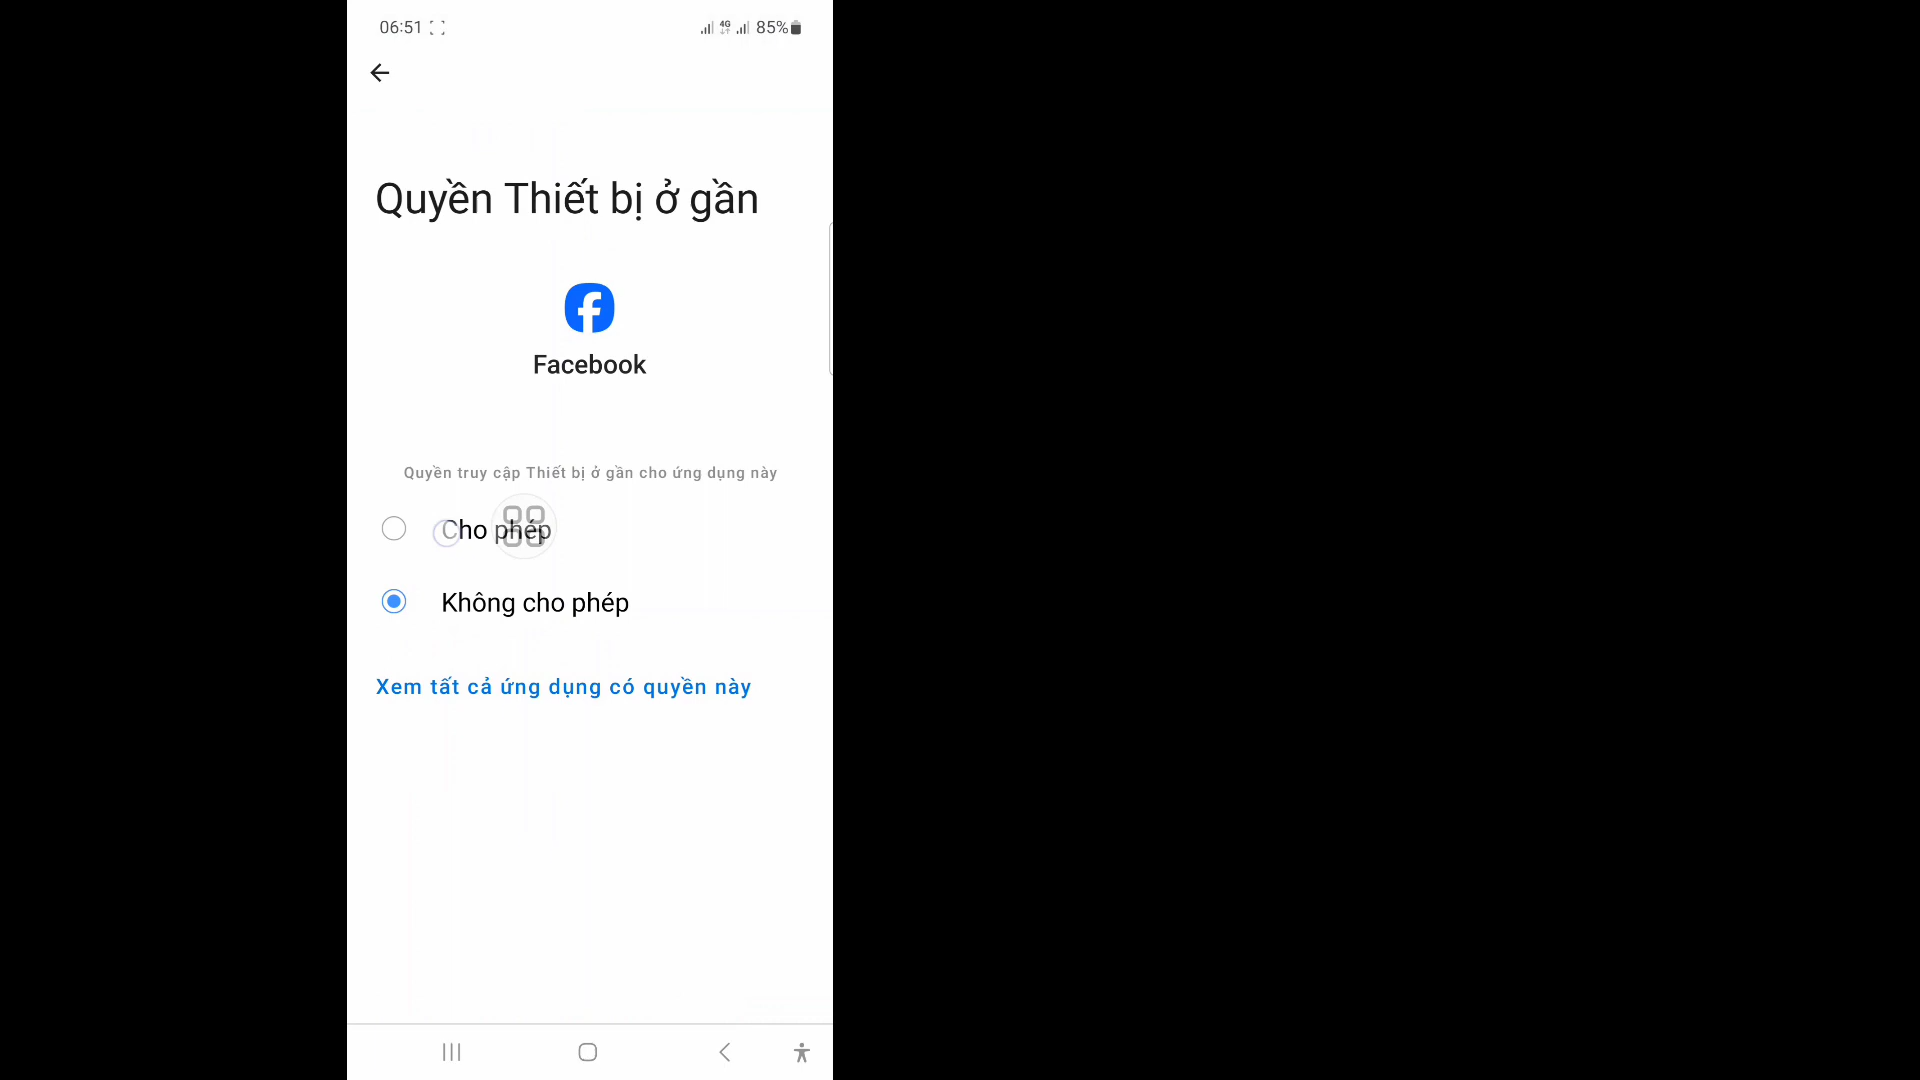 06:51
4G
85%
Quyền Thiết bị ở gần
Facebook
Quyền truy cập Thiết bị ở gần cho ứng dụng này
Cho phép
Không cho phép
Xem tất cả ứng dụng có quyền này